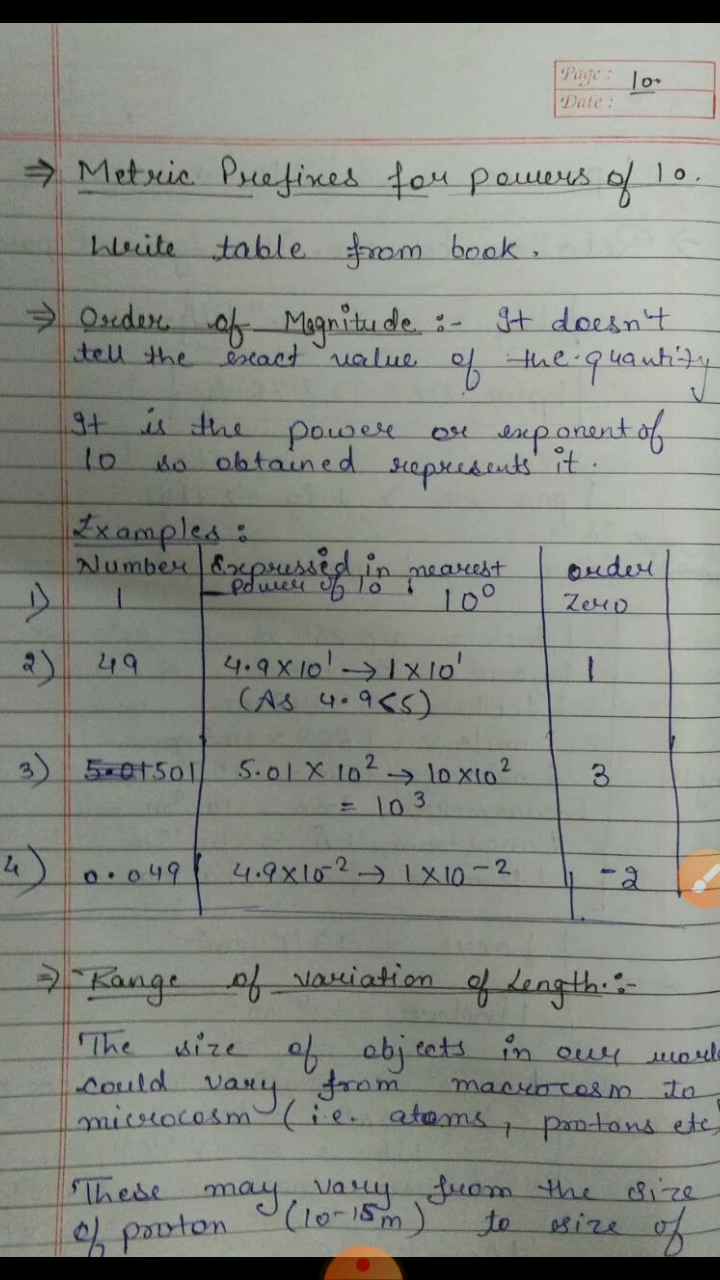 Page: 10.
Date:
⇒ Metric Prefixes for powers of 10.
Write table from book.
⇒ Order of Magnitude :- It doesn't
tell the exact value of the quantity
It is the power or exponent of
10 so obtained represents it.
Examples:
Number Expressed in nearest order
power of 10.
1) 1 10⁰ Zero
2) 49 4.9×10¹ → 1×10¹ 1
(As 4.9<5)
3) 501 5.01×10² → 10×10² 3
= 10³
4) 0.049 4.9×10⁻² → 1×10⁻² -2
⇒ Range of variation of Length.:-
The size of objects in our worl
could vary from macrocosm to
microcosm (i.e. atoms, protons etc
These may vary from the size
of proton (10-15m) to size of